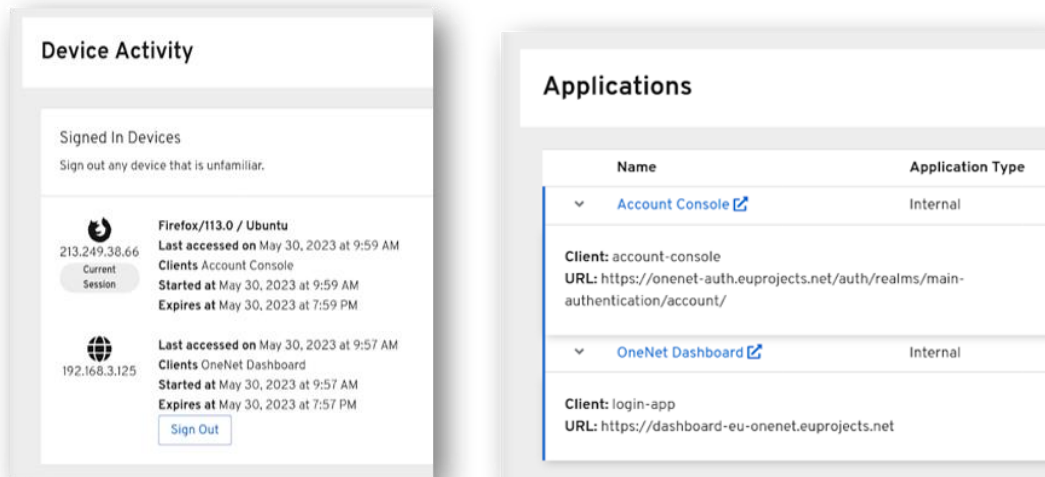 Device Activity
Signed In Devices
Sign out any device that is unfamiliar.
213.249.38.66
Current
Session
Firefox/113.0 / Ubuntu
Last accessed on May 30, 2023 at 9:59 AM
Clients Account Console
Started at May 30, 2023 at 9:59 AM
Expires at May 30, 2023 at 7:59 PM
192.168.3.125
Last accessed on May 30, 2023 at 9:57 AM
Clients OneNet Dashboard
Started at May 30, 2023 at 9:57 AM
Expires at May 30, 2023 at 7:57 PM
Sign Out
Applications
Name Application Type
Account Console Internal
Client: account-console
URL: https://onenet-auth.euprojects.net/auth/realms/main-
authentication/account/
OneNet Dashboard Internal
Client: login-app
URL: https://dashboard-eu-onenet.euprojects.net